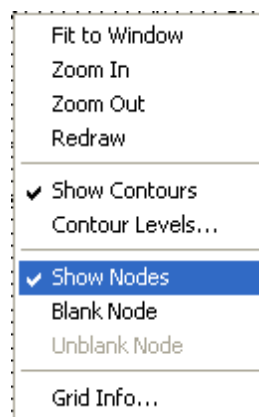 Fit to Window
Zoom In
Zoom Out
Redraw
Show Contours
Contour Levels...
Show Nodes
Blank Node
Unblank Node
Grid Info...